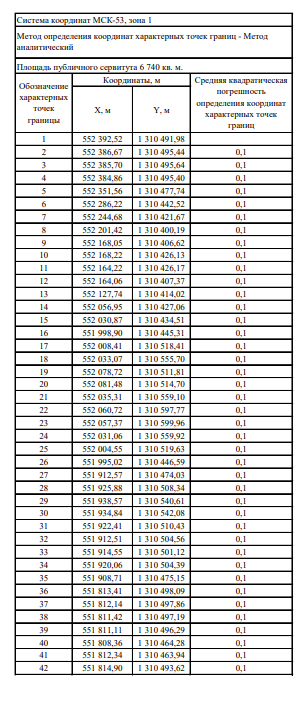 Система координат МСК-53, зона 1
Метод определения координат характерных точек границ - Метод
аналитический
Площадь публичного сервитута 6 740 кв. м.
Обозначение характерных точек границы | Координаты, м | Средняя квадратическая погрешность определения координат характерных точек границ
X, м | Y, м
1 552 392,52 1 310 491,98
2 552 386,67 1 310 495,44 0,1
3 552 385,70 1 310 495,64 0,1
4 552 384,86 1 310 495,40 0,1
5 552 351,56 1 310 477,74 0,1
6 552 286,22 1 310 442,52 0,1
7 552 244,68 1 310 421,67 0,1
8 552 201,42 1 310 400,19 0,1
9 552 168,05 1 310 406,62 0,1
10 552 168,22 1 310 426,13 0,1
11 552 164,22 1 310 426,17 0,1
12 552 164,06 1 310 407,37 0,1
13 552 127,74 1 310 414,02 0,1
14 552 056,95 1 310 427,06 0,1
15 552 030,87 1 310 434,51 0,1
16 551 998,90 1 310 445,31 0,1
17 552 008,41 1 310 518,41 0,1
18 552 033,07 1 310 555,70 0,1
19 552 078,72 1 310 511,81 0,1
20 552 081,48 1 310 514,70 0,1
21 552 035,31 1 310 559,10 0,1
22 552 060,72 1 310 597,77 0,1
23 552 057,37 1 310 599,96 0,1
24 552 031,06 1 310 559,92 0,1
25 552 004,55 1 310 519,63 0,1
26 551 995,02 1 310 446,59 0,1
27 551 912,57 1 310 474,03 0,1
28 551 925,88 1 310 508,34 0,1
29 551 938,57 1 310 540,61 0,1
30 551 934,84 1 310 542,08 0,1
31 551 922,41 1 310 510,43 0,1
32 551 912,51 1 310 504,56 0,1
33 551 914,55 1 310 501,12 0,1
34 551 920,06 1 310 504,39 0,1
35 551 908,71 1 310 475,15 0,1
36 551 813,41 1 310 498,09 0,1
37 551 812,14 1 310 497,86 0,1
38 551 811,42 1 310 497,19 0,1
39 551 811,11 1 310 496,29 0,1
40 551 808,36 1 310 464,28 0,1
41 551 812,34 1 310 463,94 0,1
42 551 814,90 1 310 493,62 0,1